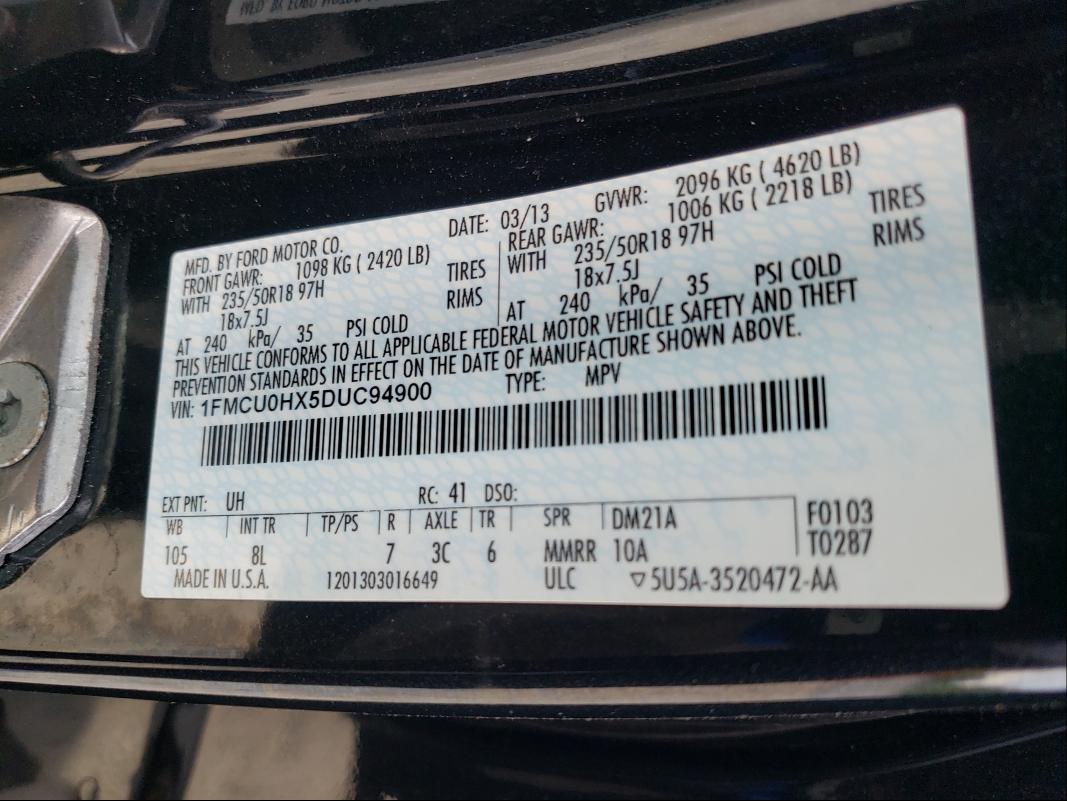 MFD. BY FORD MOTOR CO. DATE: 03/13 GVWR: 2096 KG ( 4620 LB)
FRONT GAWR: 1098 KG ( 2420 LB) REAR GAWR: 1006 KG ( 2218 LB)
WITH 235/50R18 97H TIRES WITH 235/50R18 97H TIRES
18x7.5J RIMS 18x7.5J RIMS
AT 240 kPa/ 35 PSI COLD AT 240 kPa/ 35 PSI COLD
THIS VEHICLE CONFORMS TO ALL APPLICABLE FEDERAL MOTOR VEHICLE SAFETY AND THEFT
PREVENTION STANDARDS IN EFFECT ON THE DATE OF MANUFACTURE SHOWN ABOVE.
VIN: 1FMCU0HX5DUC94900 TYPE: MPV
EXT PNT: UH RC: 41 DSO:
WB INT TR TP/PS R AXLE TR SPR DM21A F0103
105 8L 7 3C 6 MMRR 10A T0287
MADE IN U.S.A. 1201303016649 ULC ▽5U5A-3520472-AA